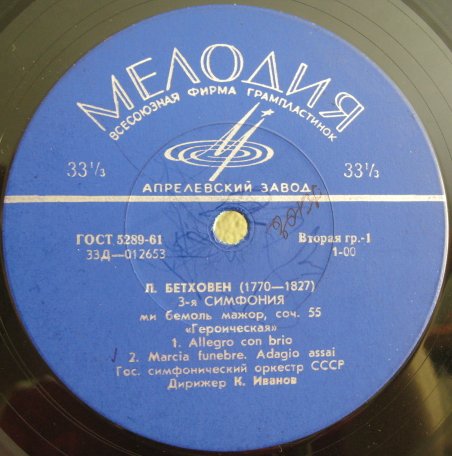 МЕЛОДИЯ
ВСЕСОЮЗНАЯ ФИРМА ГРАМПЛАСТИНОК
33⅓ 33⅓
АПРЕЛЕВСКИЙ ЗАВОД
ГОСТ 5289-61 Вторая гр.-1
33Д—012653 1-00
Л. БЕТХОВЕН (1770—1827)
3-я СИМФОНИЯ
ми бемоль мажор, соч. 55
«Героическая»
1. Allegro con brio
2. Marcia funebre. Adagio assai
Гос. симфонический оркестр СССР
Дирижер К. Иванов